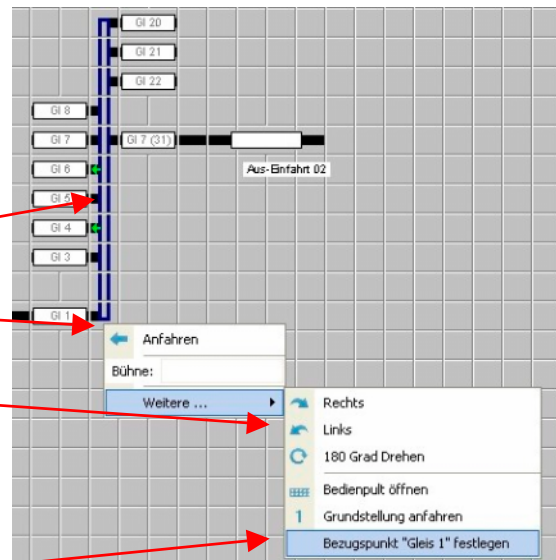 Gl 20
Gl 21
Gl 22
Gl 8
Gl 7
Gl 7 (31)
Gl 6
Aus-Einfahrt 02
Gl 5
Gl 4
Gl 3
Gl 1
Anfahren
Bühne:
Weitere ...
Rechts
Links
180 Grad Drehen
Bedienpult öffnen
1 Grundstellung anfahren
Bezugspunkt "Gleis 1" festlegen